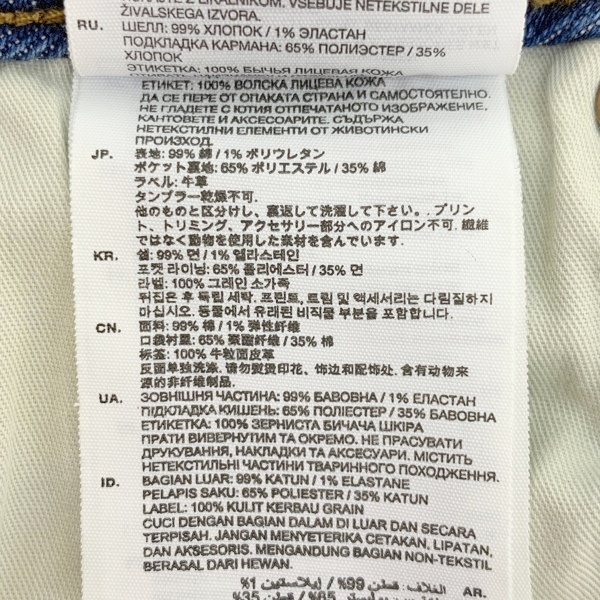 ŽIVALSKEGA IZVORA.
RU. ШЕЛЛ: 99% ХЛОПОК / 1% ЭЛАСТАН
ПОДКЛАДКА КАРМАНА: 65% ПОЛИЭСТЕР / 35%
ХЛОПОК
ЭТИКЕТКА: 100% БЫЧЬЯ ЛИЦЕВАЯ КОЖА
ЕТИКЕТ: 100% ВОЛСКА ЛИЦЕВА КОЖА
ДА СЕ ПЕРЕ ОТ ОПАКАТА СТРАНА И САМОСТОЯТЕЛНО.
НЕ ГЛАДЕТЕ С ЮТИЯ ОТПЕЧАТАНОТО ИЗОБРАЖЕНИЕ,
КАНТОВЕТЕ И АКСЕСОАРИТЕ. СЪДЪРЖА
НЕТЕКСТИЛНИ ЕЛЕМЕНТИ ОТ ЖИВОТИНСКИ
ПРОИЗХОД.
JP. 表地: 99% 綿 / 1% ポリウレタン
ポケット裏地: 65% ポリエステル / 35% 綿
ラベル: 牛革
タンブラー乾燥不可.
他のものと区分けし、裏返して洗濯して下さい。. プリン
ト、トリミング、アクセサリー部分へのアイロン不可. 繊維
ではなく動物を使用した素材を含んでいます.
KR. 쉘: 99% 면 / 1% 엘라스테인
포켓 라이닝: 65% 폴리에스터 / 35% 면
라벨: 100% 그레인 소가죽
뒤집은 후 독립 세탁. 프린트, 트림 및 액세서리는 다림질하지
마십시오. 동물에서 유래된 비직물 부분을 포함합니다.
CN. 面料: 99% 棉 / 1% 弹性纤维
口袋衬里: 65% 聚酯纤维 / 35% 棉
标签: 100% 牛粒面皮革
反面单独洗涤. 请勿熨烫印花、饰边和配饰处. 含有动物来
源的非纤维制品.
UA. ЗОВНІШНЯ ЧАСТИНА: 99% БАВОВНА / 1% ЕЛАСТАН
ПІДКЛАДКА КИШЕНЬ: 65% ПОЛІЕСТЕР / 35% БАВОВНА
ЕТИКЕТКА: 100% ЗЕРНИСТА БИЧАЧА ШКІРА
ПРАТИ ВИВЕРНУТИМ ТА ОКРЕМО. НЕ ПРАСУВАТИ
ДРУКУВАННЯ, НАКЛАДКИ ТА АКСЕСУАРИ. МІСТИТЬ
НЕТЕКСТИЛЬНІ ЧАСТИНИ ТВАРИННОГО ПОХОДЖЕННЯ.
ID. BAGIAN LUAR: 99% KATUN / 1% ELASTANE
PELAPIS SAKU: 65% POLIESTER / 35% KATUN
LABEL: 100% KULIT KERBAU GRAIN
CUCI DENGAN BAGIAN DALAM DI LUAR DAN SECARA
TERPISAH. JANGAN MENYETERIKA CETAKAN, LIPATAN,
DAN AKSESORIS. MENGANDUNG BAGIAN NON-TEKSTIL
BERASAL DARI HEWAN.
AR. الغلاف: قطن 99% / إيلاستين 1%